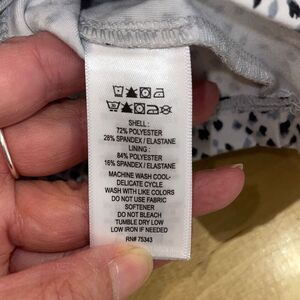 SHELL :
72% POLYESTER
28% SPANDEX / ELASTANE
LINING :
84% POLYESTER
16% SPANDEX / ELASTANE
MACHINE WASH COOL-
DELICATE CYCLE
WASH WITH LIKE COLORS
DO NOT USE FABRIC
SOFTENER
DO NOT BLEACH
TUMBLE DRY LOW
LOW IRON IF NEEDED
RN# 75343